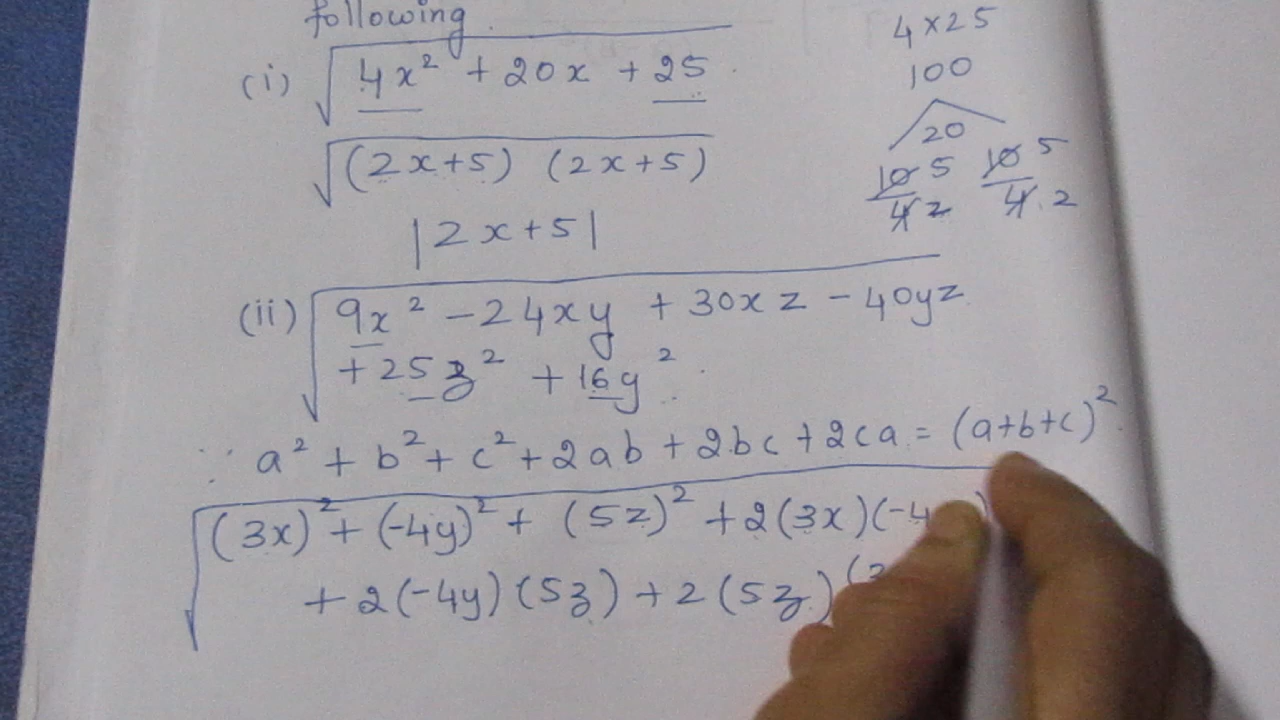 following.
(i) √4x² + 20x + 25.
√(2x+5) (2x+5)
|2x+5|
(ii) √9x² - 24xy + 30xz - 40yz
+ 25z² + 16y².
∵ a² + b² + c² + 2ab + 2bc + 2ca = (a+b+c)².
√(3x)² + (-4y)² + (5z)² + 2(3x)(-4
+ 2(-4y)(5z) + 2(5z)(
4×25
100
20
10 5 10 5
4 2 4.2